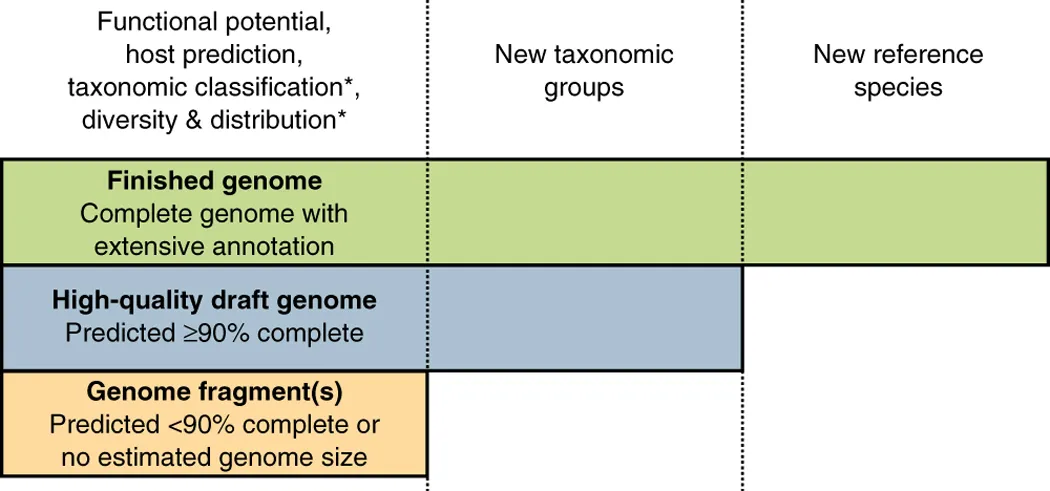 Functional potential,
host prediction,
taxonomic classification*,
diversity & distribution*
New taxonomic
groups
New reference
species
Finished genome
Complete genome with
extensive annotation
High-quality draft genome
Predicted ≥90% complete
Genome fragment(s)
Predicted <90% complete or
no estimated genome size